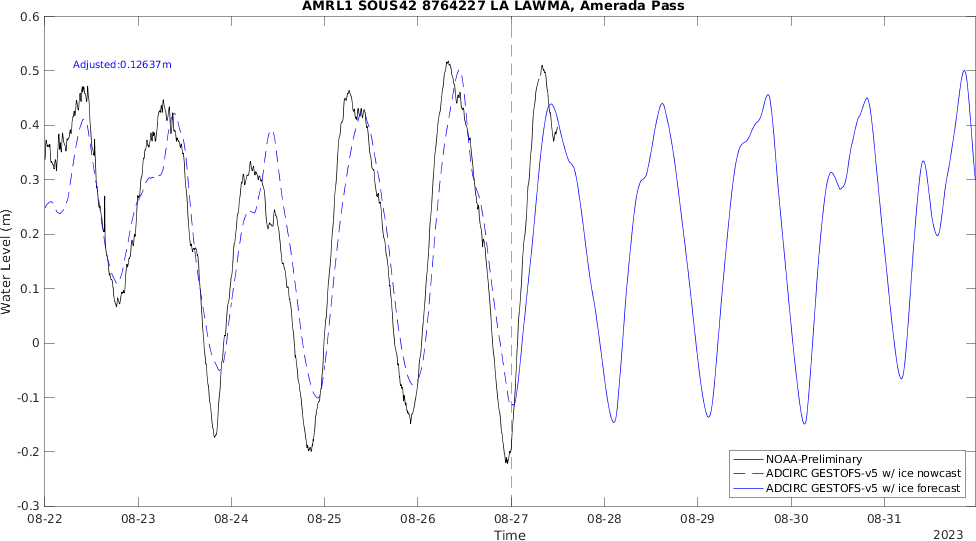 AMRL1 SOUS42 8764227 LA LAWMA, Amerada Pass
Adjusted:0.12637m
0.6
0.5
0.4
0.3
0.2
0.1
0
-0.1
-0.2
-0.3
Water Level (m)
NOAA-Preliminary
ADCIRC GESTOFS-v5 w/ ice nowcast
ADCIRC GESTOFS-v5 w/ ice forecast
08-22 08-23 08-24 08-25 08-26 08-27 08-28 08-29 08-30 08-31
Time
2023